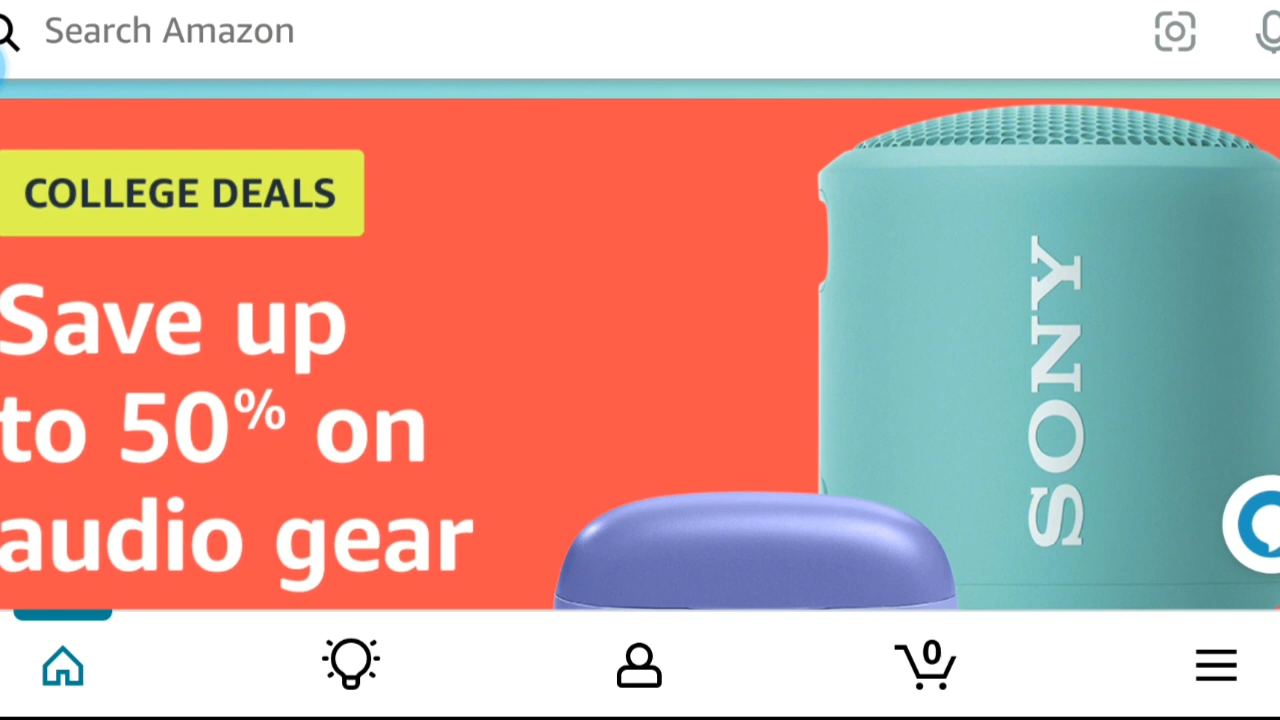 Search Amazon
COLLEGE DEALS
Save up
to 50% on
audio gear
SONY
0